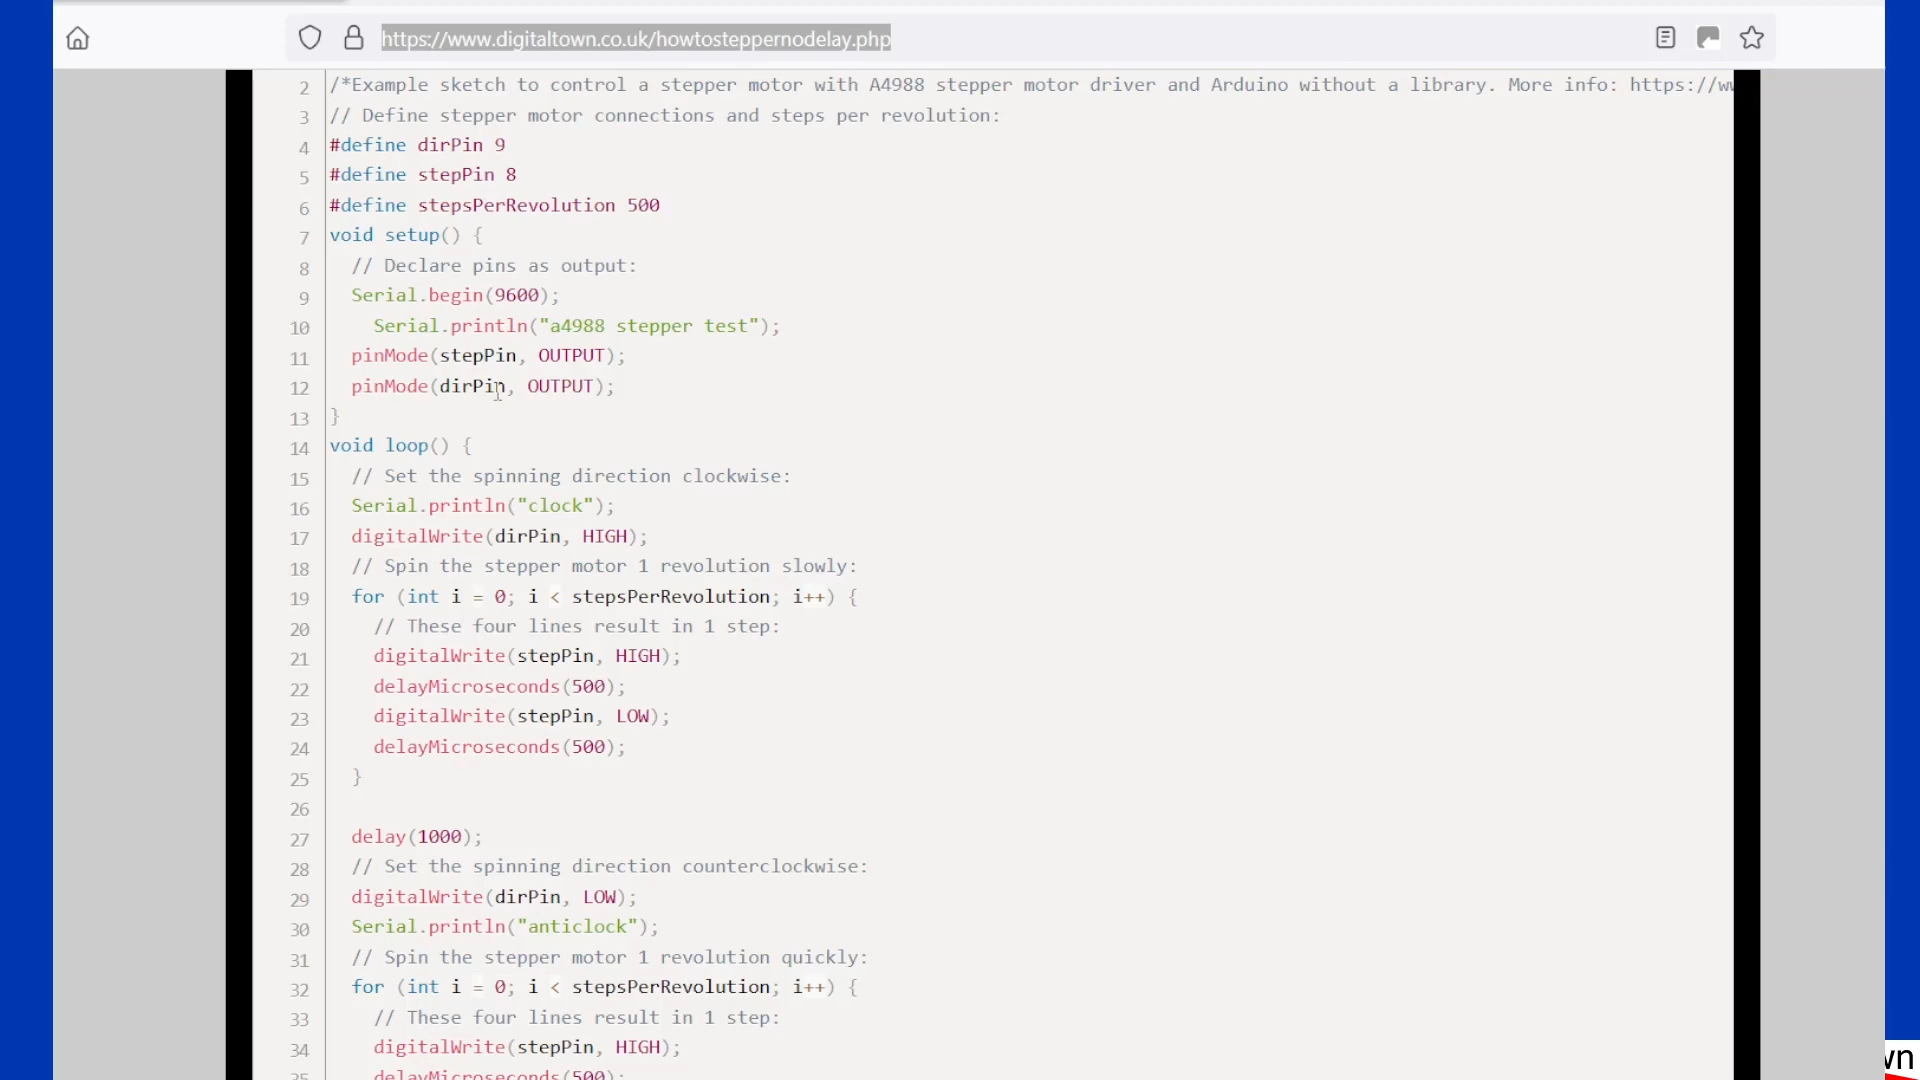 https://www.digitaltown.co.uk/howtosteppernodelay.php
2 /*Example sketch to control a stepper motor with A4988 stepper motor driver and Arduino without a library. More info: https://ww
3 // Define stepper motor connections and steps per revolution:
4 #define dirPin 9
5 #define stepPin 8
6 #define stepsPerRevolution 500
7 void setup() {
8 // Declare pins as output:
9 Serial.begin(9600);
10 Serial.println("a4988 stepper test");
11 pinMode(stepPin, OUTPUT);
12 pinMode(dirPin, OUTPUT);
13 }
14 void loop() {
15 // Set the spinning direction clockwise:
16 Serial.println("clock");
17 digitalWrite(dirPin, HIGH);
18 // Spin the stepper motor 1 revolution slowly:
19 for (int i = 0; i < stepsPerRevolution; i++) {
20 // These four lines result in 1 step:
21 digitalWrite(stepPin, HIGH);
22 delayMicroseconds(500);
23 digitalWrite(stepPin, LOW);
24 delayMicroseconds(500);
25 }
26
27 delay(1000);
28 // Set the spinning direction counterclockwise:
29 digitalWrite(dirPin, LOW);
30 Serial.println("anticlock");
31 // Spin the stepper motor 1 revolution quickly:
32 for (int i = 0; i < stepsPerRevolution; i++) {
33 // These four lines result in 1 step:
34 digitalWrite(stepPin, HIGH);
35 delayMicroseconds(500);
wn